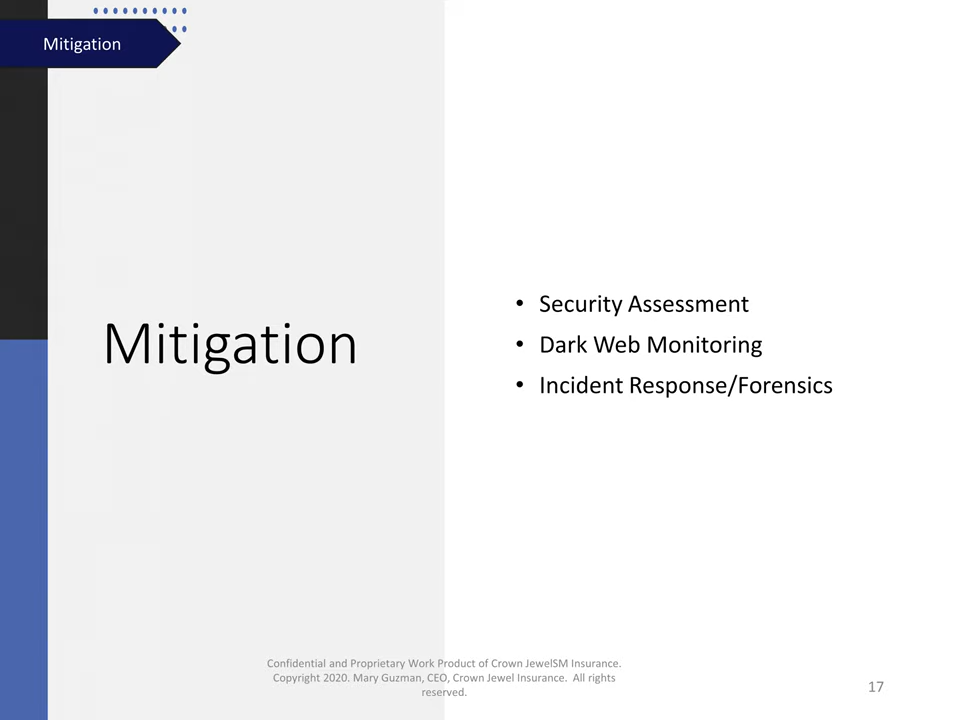 Mitigation
Mitigation
• Security Assessment
• Dark Web Monitoring
• Incident Response/Forensics
Confidential and Proprietary Work Product of Crown JewelSM Insurance.
Copyright 2020. Mary Guzman, CEO, Crown Jewel Insurance.  All rights
reserved.
17